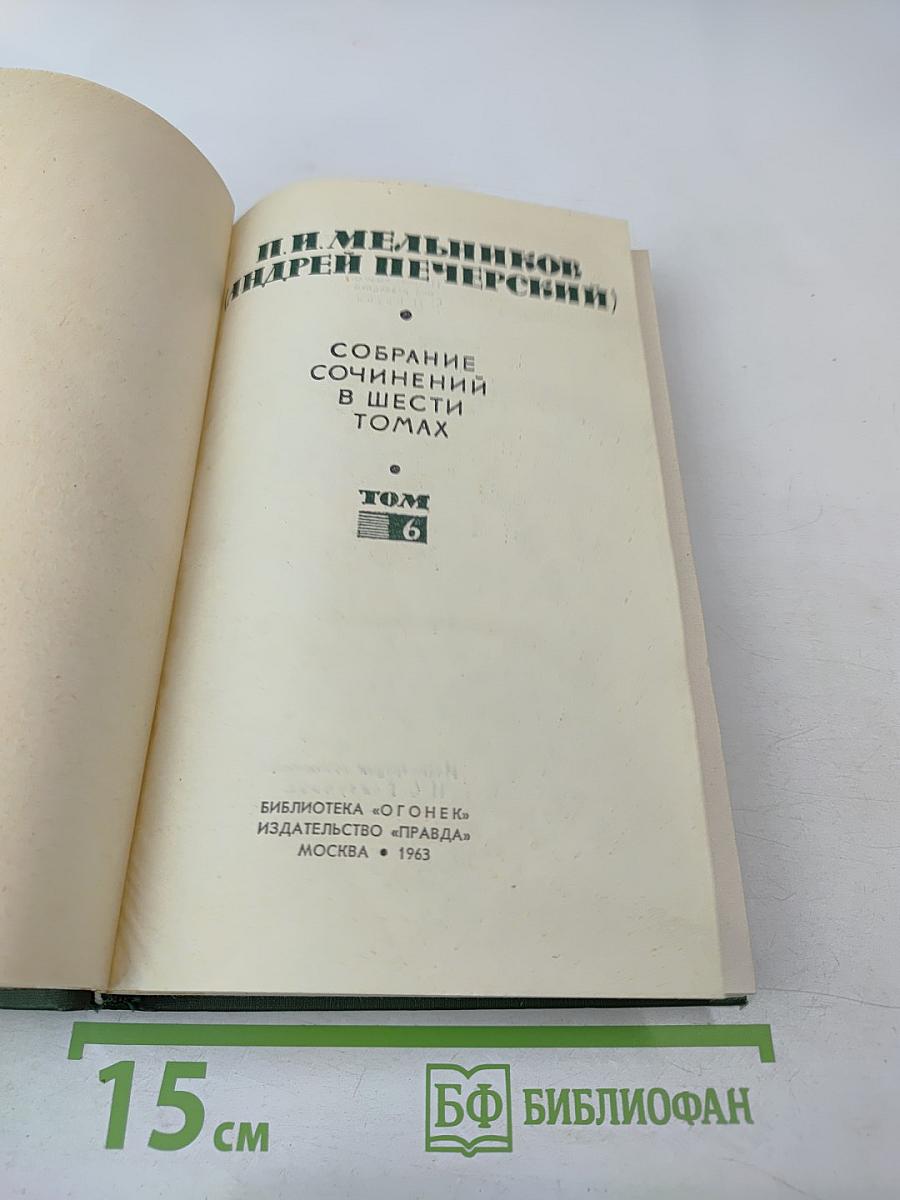 П. И. МЕЛЬНИКОВ
(АНДРЕЙ ПЕЧЕРСКИЙ)
СОБРАНИЕ
СОЧИНЕНИЙ
В ШЕСТИ
ТОМАХ
ТОМ
6
БИБЛИОТЕКА «ОГОНЕК»
ИЗДАТЕЛЬСТВО «ПРАВДА»
МОСКВА • 1963
15 см
БФ БИБЛИОФАН